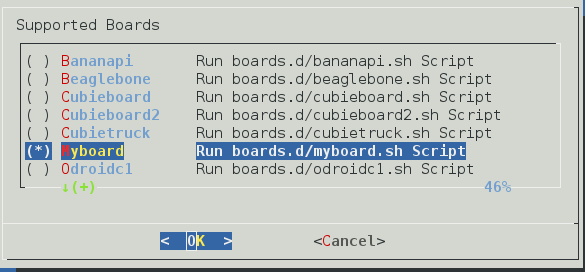 Supported Boards
( ) Bananapi Run boards.d/bananapi.sh Script
( ) Beaglebone Run boards.d/beaglebone.sh Script
( ) Cubieboard Run boards.d/cubieboard.sh Script
( ) Cubieboard2 Run boards.d/cubieboard2.sh Script
( ) Cubietruck Run boards.d/cubietruck.sh Script
(*) Myboard Run boards.d/myboard.sh Script
( ) Odroidc1 Run boards.d/odroidc1.sh Script
↓(+) 46%
< OK > <Cancel>